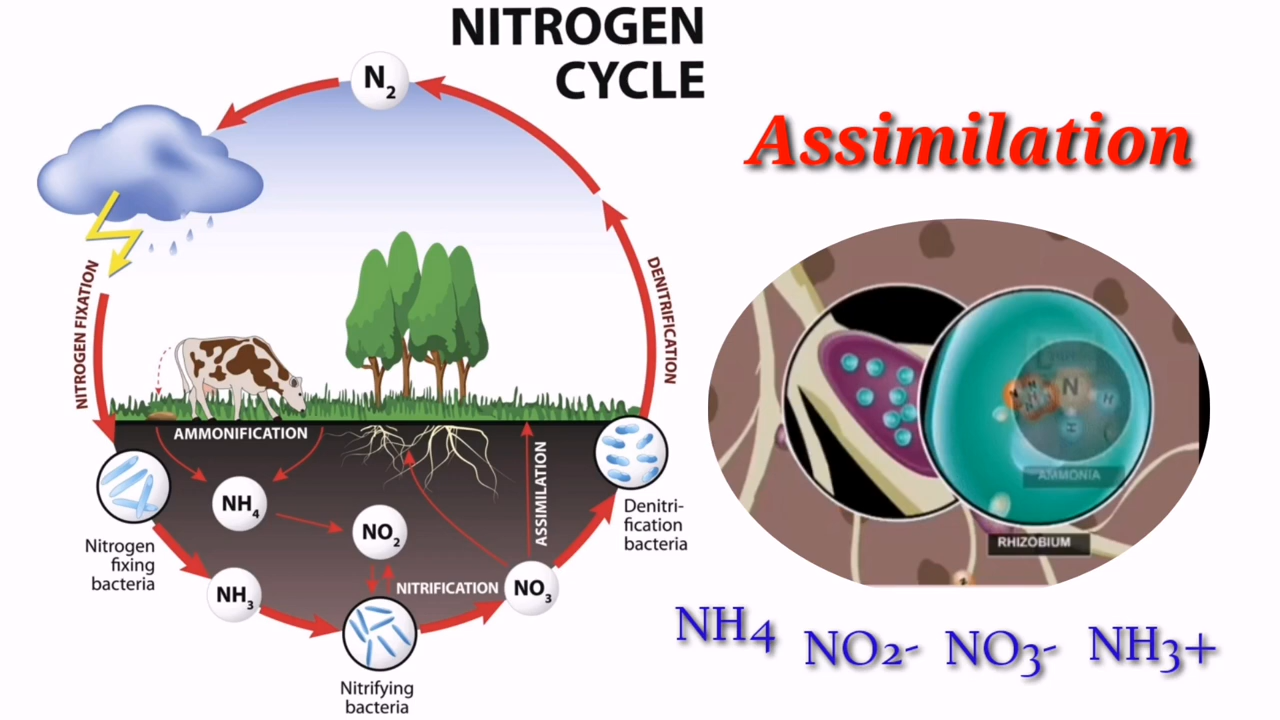 NITROGEN
CYCLE
N2
Assimilation
NITROGEN FIXATION
DENITRIFICATION
AMMONIFICATION
ASSIMILATION
NH4
NO2
NITRIFICATION
NO3
NH3
Nitrogen
fixing
bacteria
Denitri-
fication
bacteria
Nitrifying
bacteria
N
H
H
AMMONIA
RHIZOBIUM
NH4 NO2- NO3- NH3+